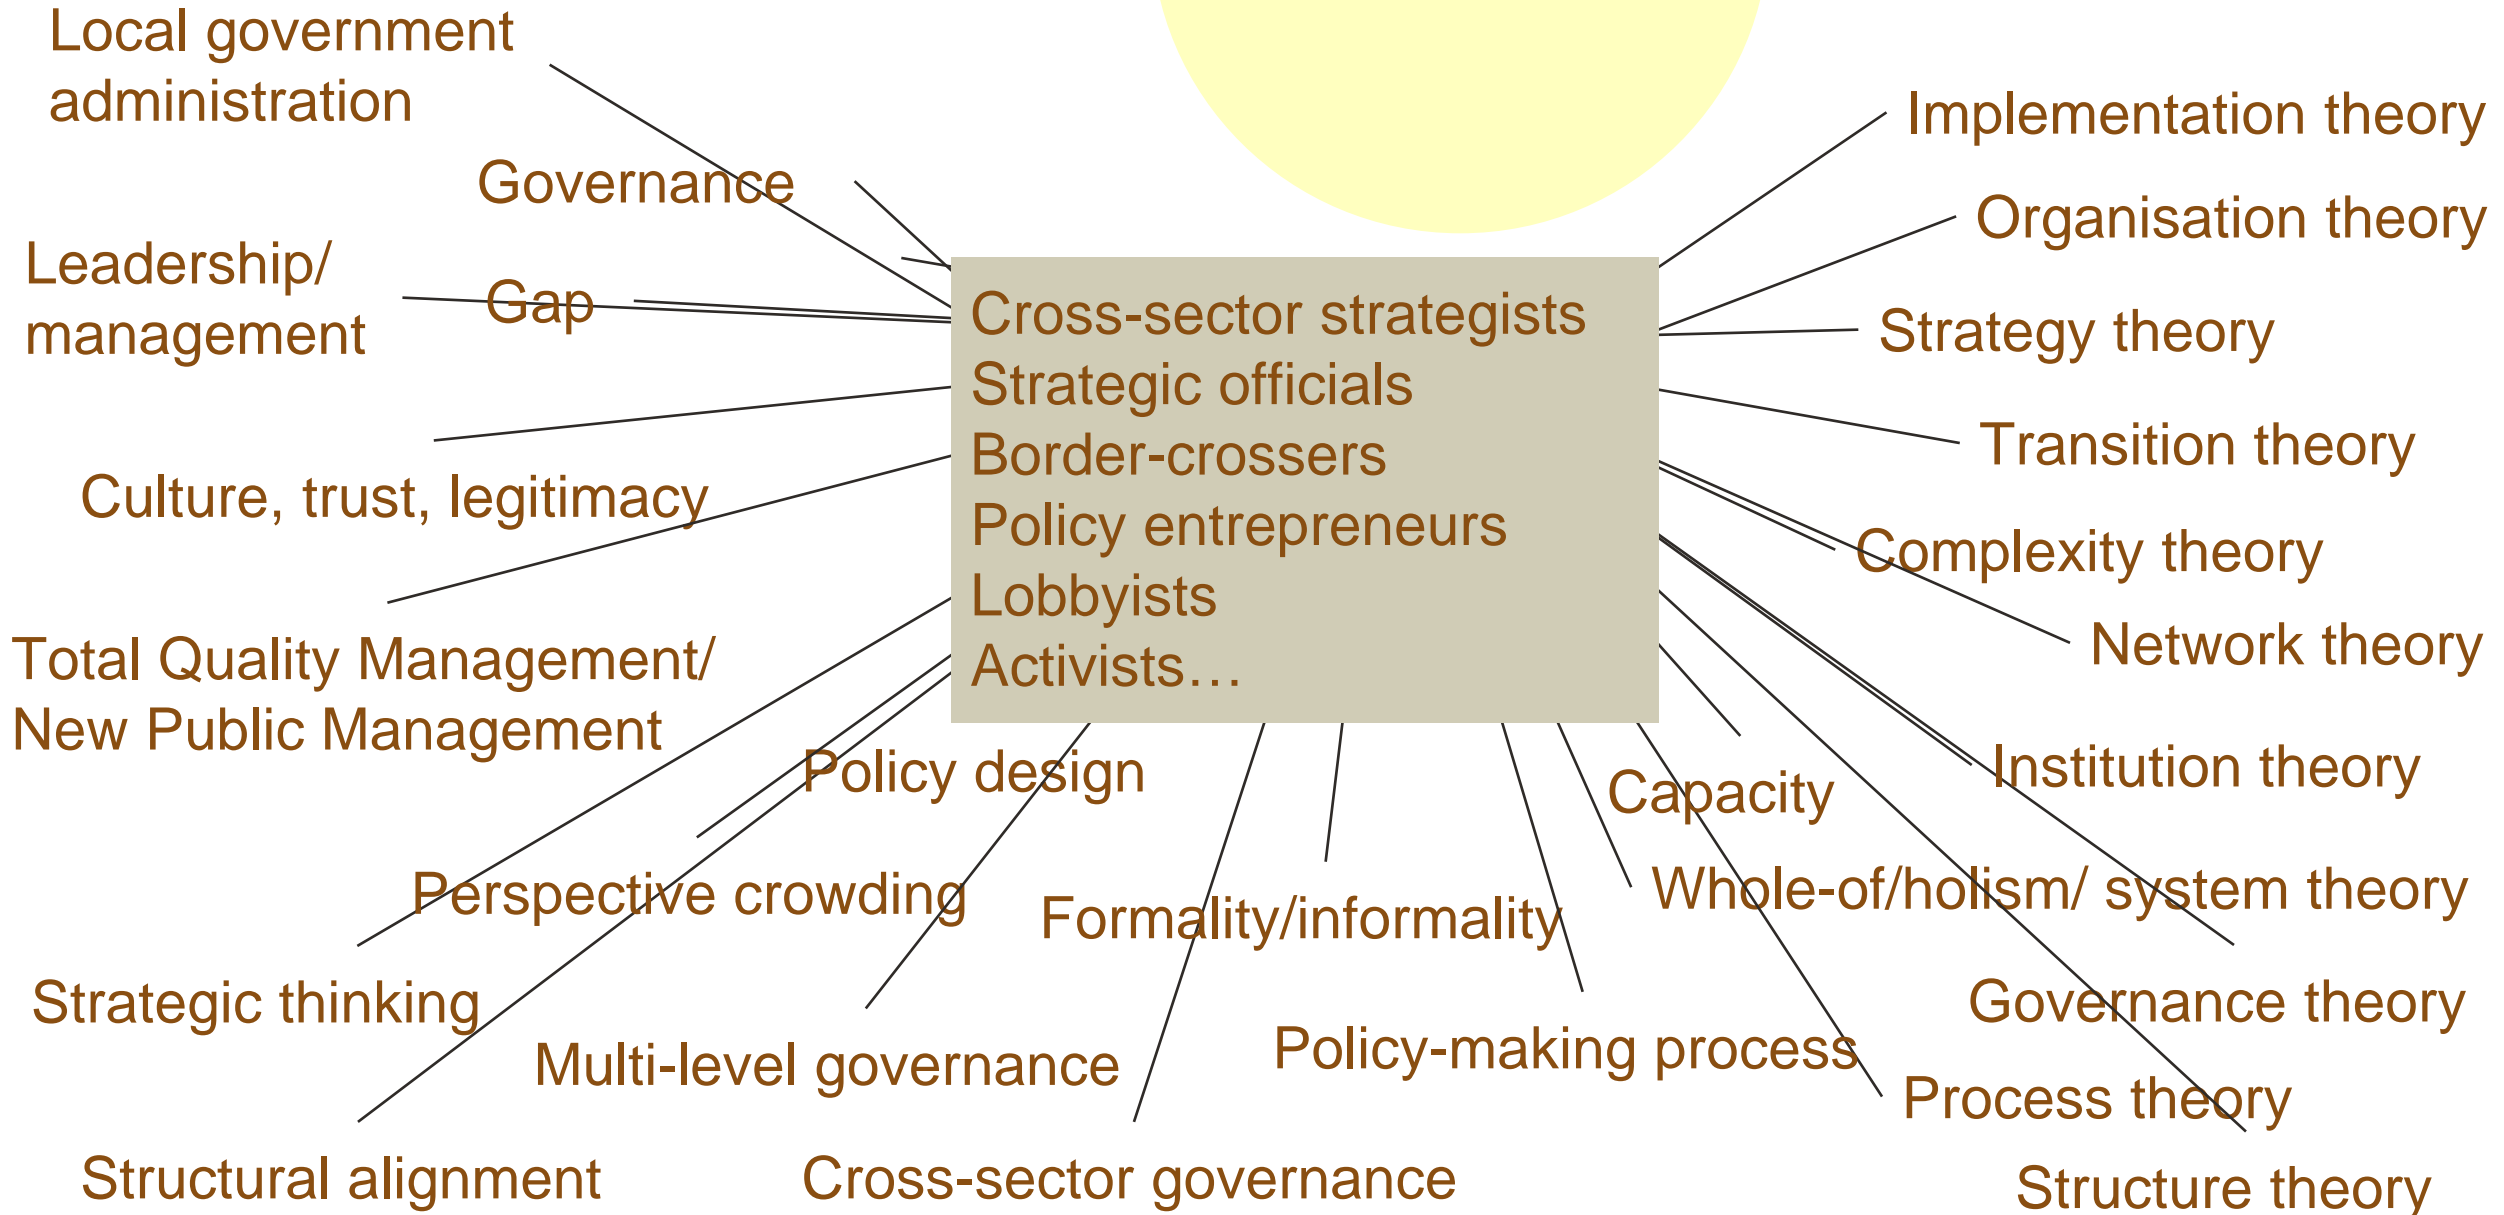 Local government
administration
Governance
Leadership/
management
Gap
Culture, trust, legitimacy
Total Quality Management/
New Public Management
Perspective crowding
Strategic thinking
Structural alignment
Policy design
Multi-level governance
Cross-sector governance
Cross-sector strategists
Strategic officials
Border-crossers
Policy entrepreneurs
Lobbyists
Activists…
Formality/informality
Policy-making process
Implementation theory
Organisation theory
Strategy theory
Transition theory
Complexity theory
Network theory
Institution theory
Capacity
Whole-of/holism/ system theory
Governance theory
Process theory
Structure theory